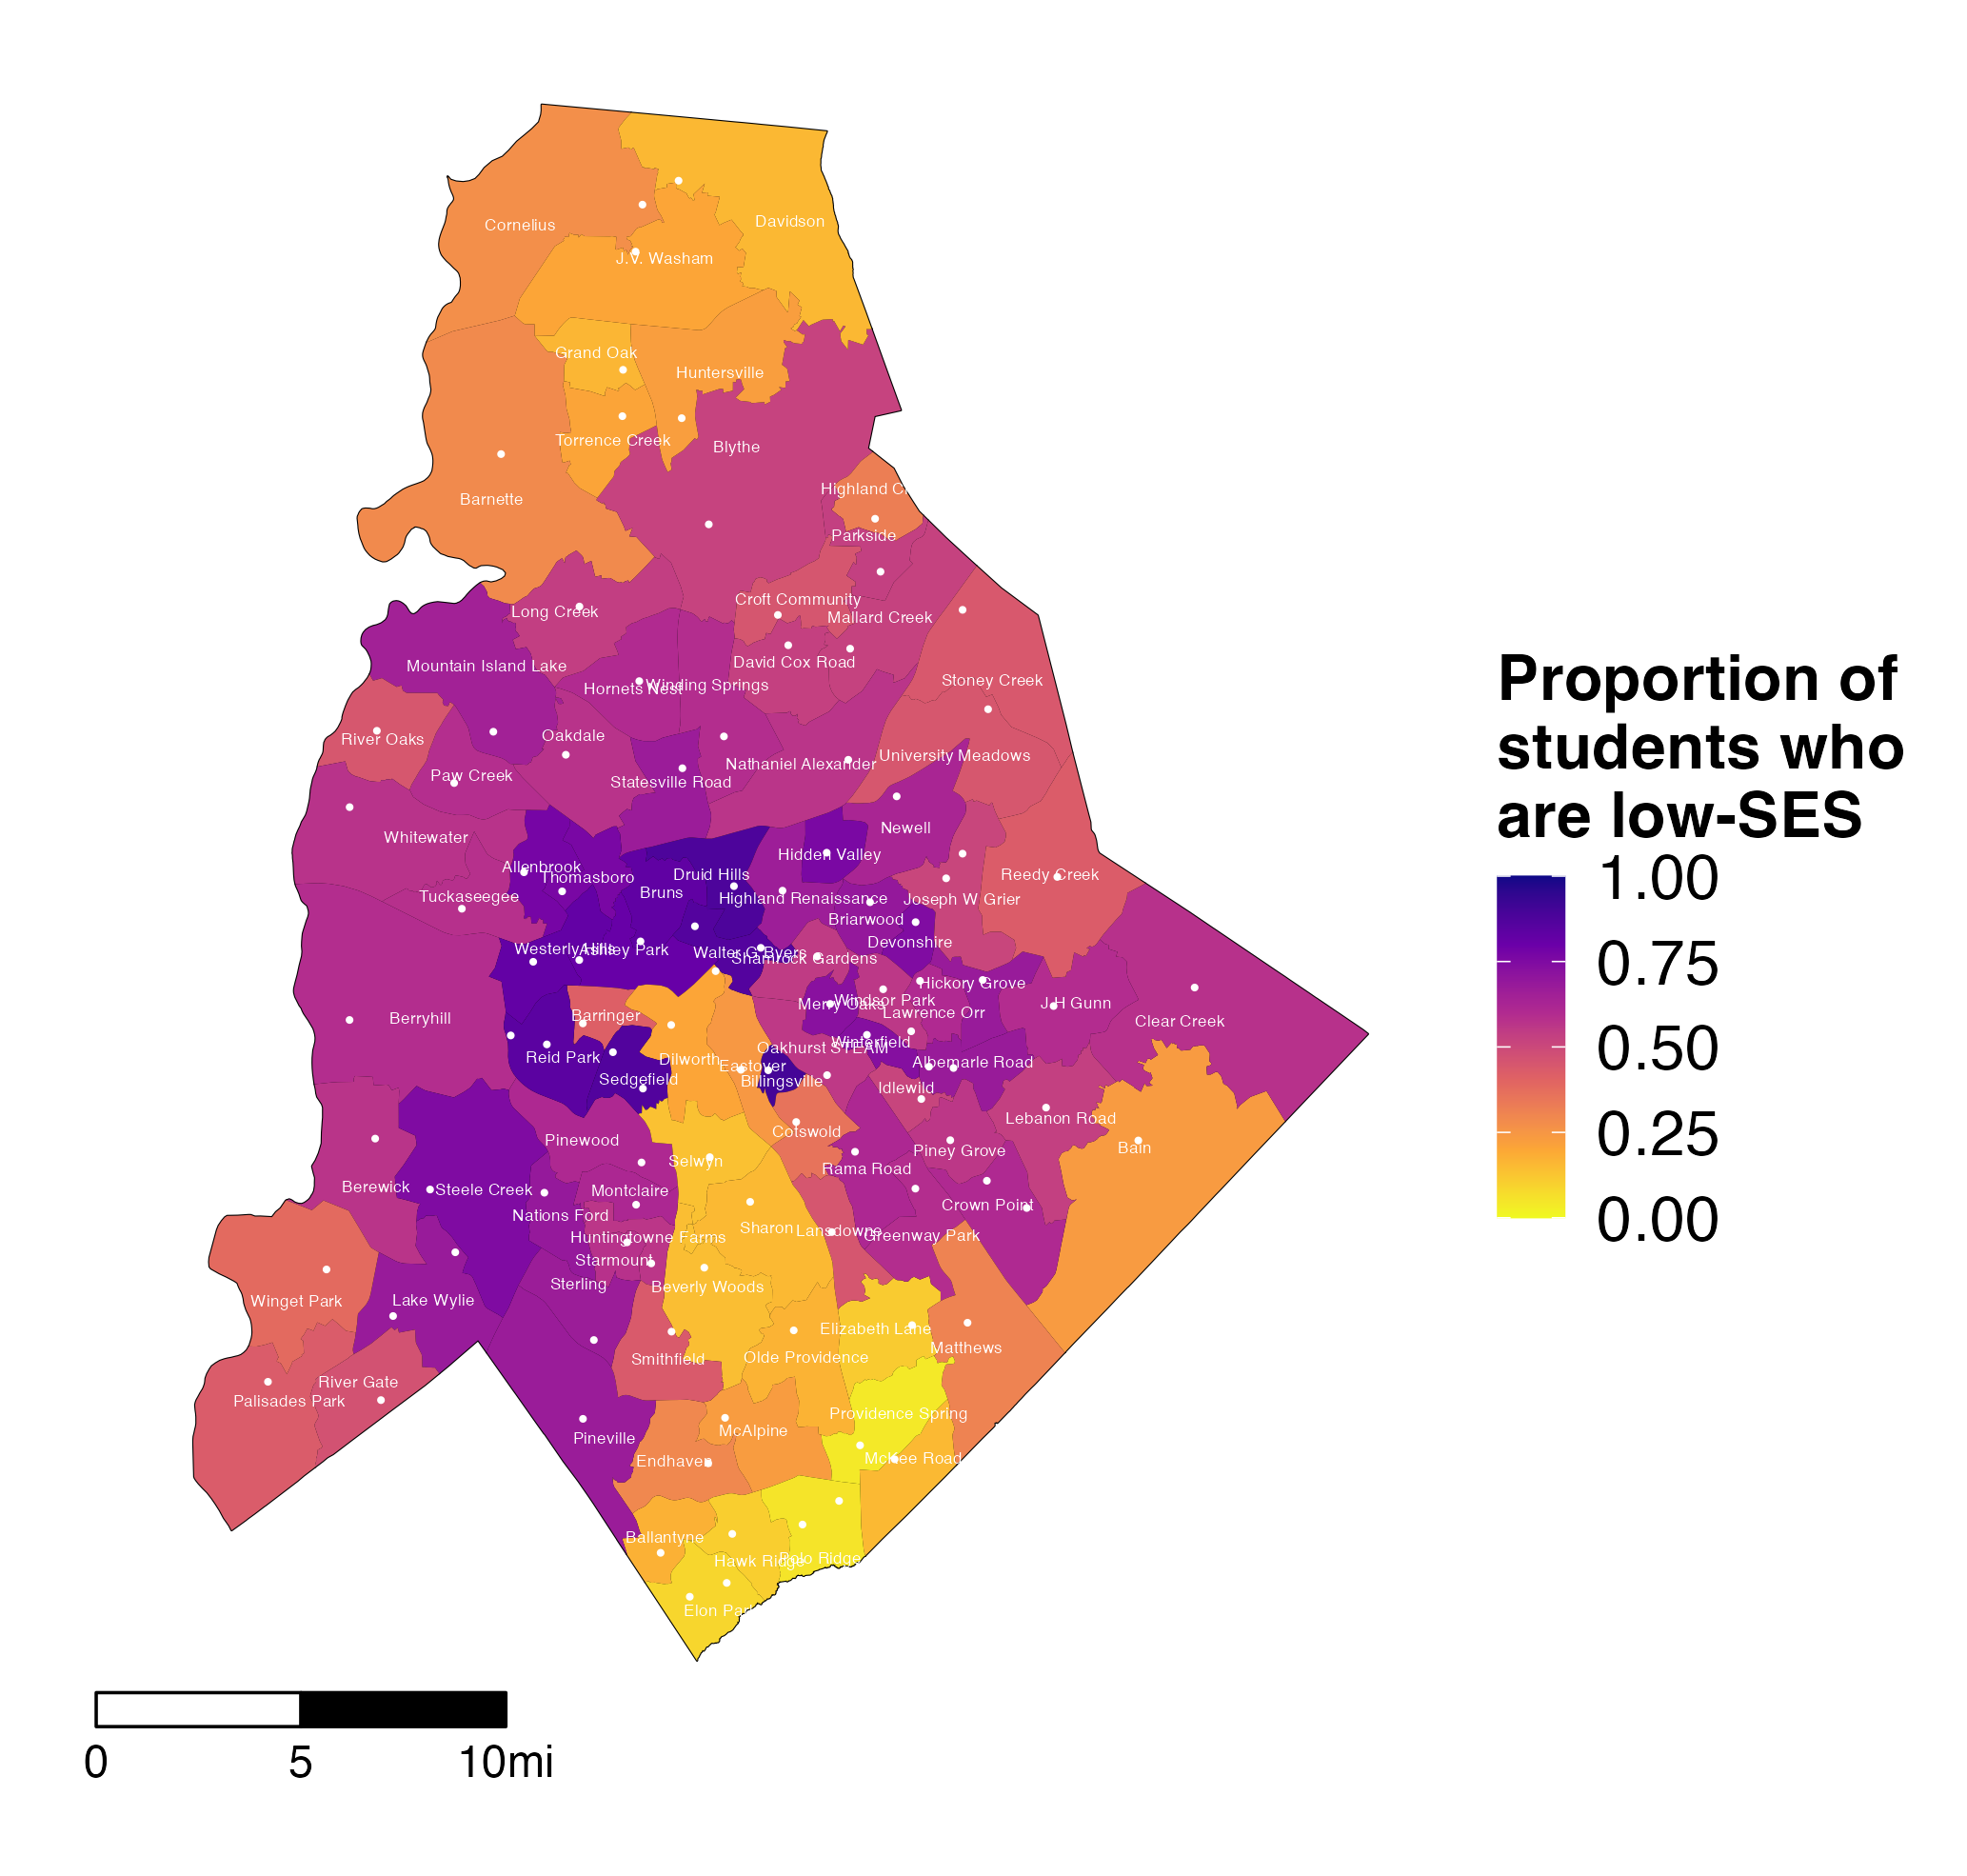 Cornelius
Davidson
J.V. Washam
Grand Oak
Huntersville
Torrence Creek
Blythe
Barnette
Highland C
Parkside
Croft Community
Long Creek
Mallard Creek
David Cox Road
Mountain Island Lake
Stoney Creek
Hornets Nest
Winding Springs
River Oaks
Oakdale
University Meadows
Nathaniel Alexander
Paw Creek
Statesville Road
Whitewater
Newell
Hidden Valley
Allenbrook
Thomasboro
Druid Hills
Reedy Creek
Bruns
Tuckaseegee
Highland Renaissance
Joseph W Grier
Briarwood
Devonshire
Westerly Hills
Ashley Park
Walter G Byers
Shamrock Gardens
Hickory Grove
Merry Oaks
Windsor Park
J H Gunn
Lawrence Orr
Berryhill
Barringer
Clear Creek
Winterfield
Oakhurst STEAM
Reid Park
Dilworth
Eastover
Albemarle Road
Sedgefield
Billingsville
Idlewild
Lebanon Road
Cotswold
Pinewood
Bain
Piney Grove
Selwyn
Rama Road
Berewick
Steele Creek
Montclaire
Crown Point
Nations Ford
Sharon
Lansdowne
Greenway Park
Huntingtowne Farms
Starmount
Sterling
Beverly Woods
Winget Park
Lake Wylie
Elizabeth Lane
Matthews
Smithfield
Olde Providence
River Gate
Palisades Park
Providence Spring
McAlpine
Pineville
Endhaven
McKee Road
Ballantyne
Hawk Ridge
Polo Ridge
Elon Park
Proportion of
students who
are low-SES
1.00
0.75
0.50
0.25
0.00
0 5 10mi